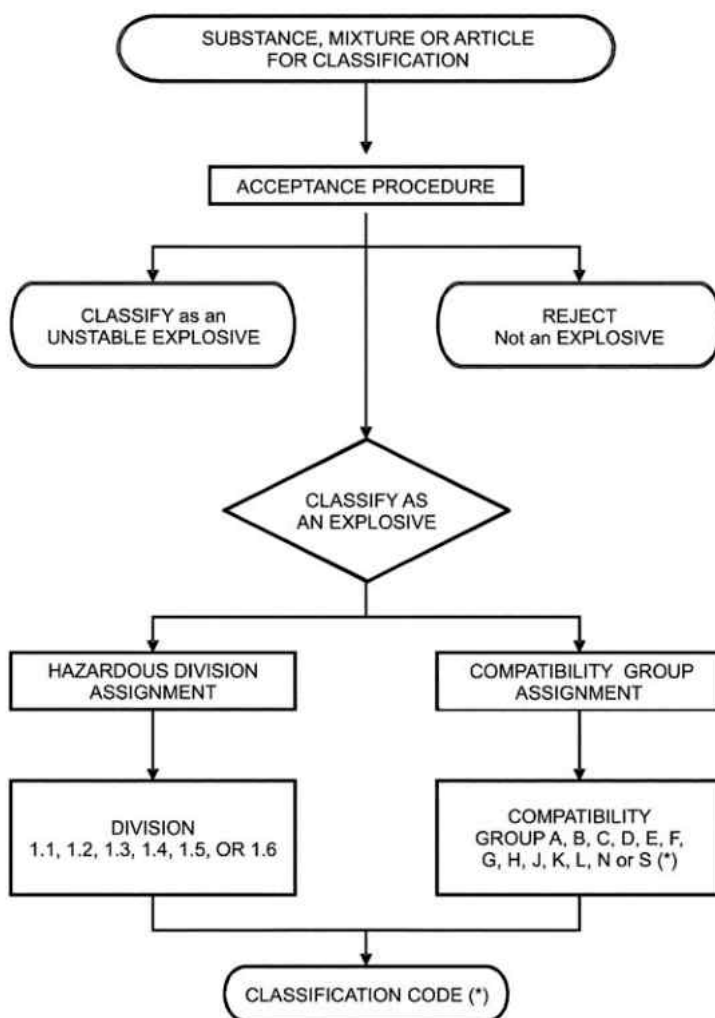 SUBSTANCE, MIXTURE OR ARTICLE
FOR CLASSIFICATION
ACCEPTANCE PROCEDURE
CLASSIFY as an
UNSTABLE EXPLOSIVE
REJECT
Not an EXPLOSIVE
CLASSIFY AS
AN EXPLOSIVE
HAZARDOUS DIVISION
ASSIGNMENT
COMPATIBILITY GROUP
ASSIGNMENT
DIVISION
1.1, 1.2, 1.3, 1.4, 1.5, OR 1.6
COMPATIBILITY
GROUP A, B, C, D, E, F,
G, H, J, K, L, N or S (*)
CLASSIFICATION CODE (*)